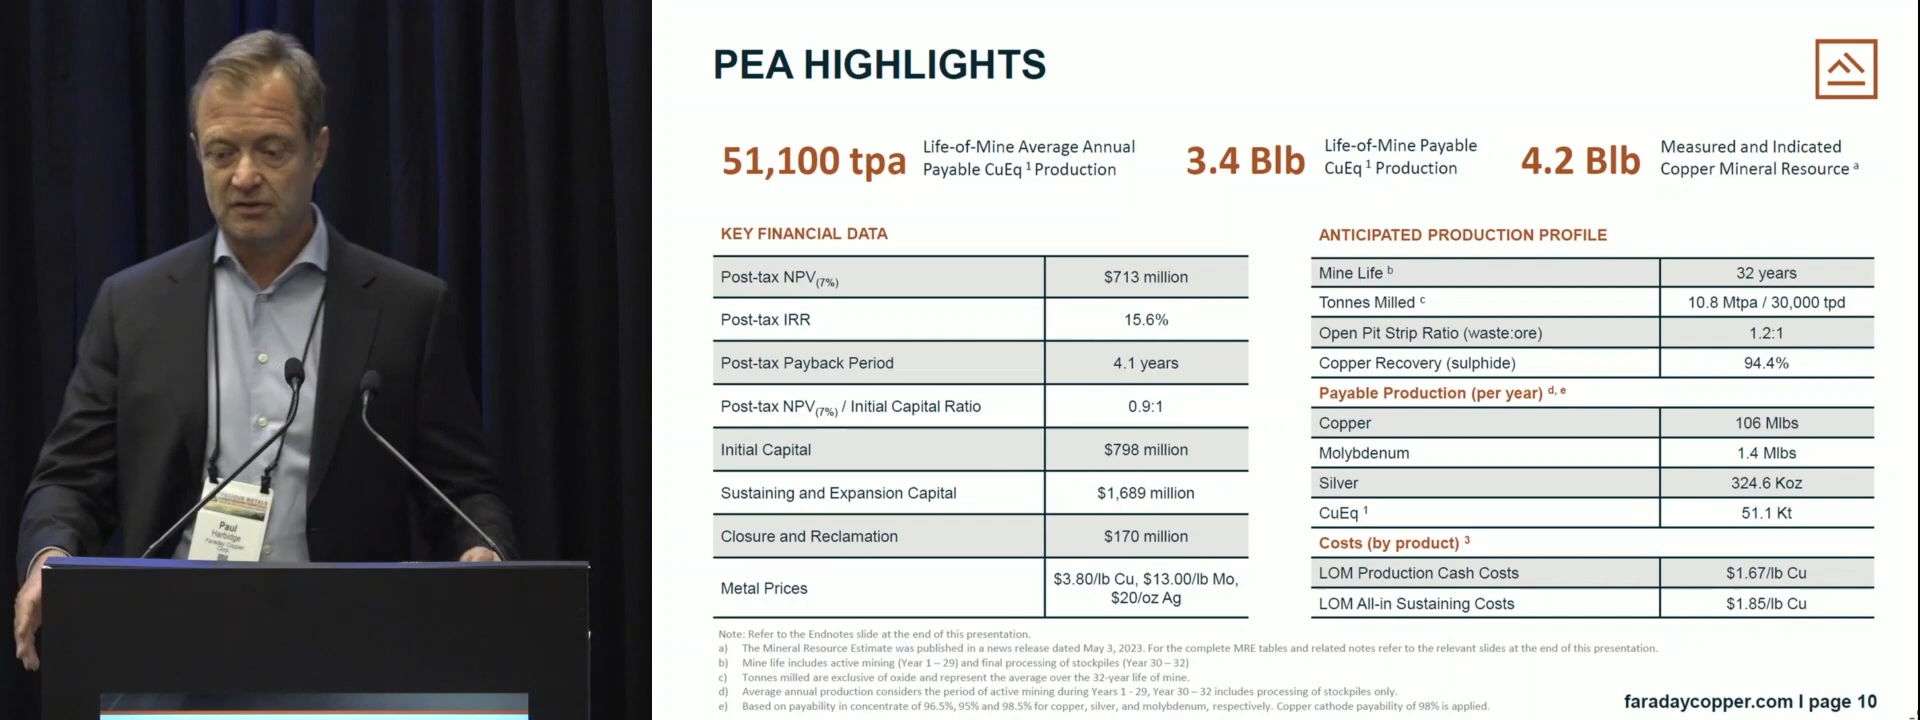 Paul
Harbidge
Faraday Copper
Corp.
PEA HIGHLIGHTS
51,100 tpa
Life-of-Mine Average Annual
Payable CuEq 1 Production
3.4 Blb
Life-of-Mine Payable
CuEq 1 Production
4.2 Blb
Measured and Indicated
Copper Mineral Resource a
KEY FINANCIAL DATA
Post-tax NPV(7%) $713 million
Post-tax IRR 15.6%
Post-tax Payback Period 4.1 years
Post-tax NPV(7%) / Initial Capital Ratio 0.9:1
Initial Capital $798 million
Sustaining and Expansion Capital $1,689 million
Closure and Reclamation $170 million
Metal Prices $3.80/lb Cu, $13.00/lb Mo,
$20/oz Ag
ANTICIPATED PRODUCTION PROFILE
Mine Life b 32 years
Tonnes Milled c 10.8 Mtpa / 30,000 tpd
Open Pit Strip Ratio (waste:ore) 1.2:1
Copper Recovery (sulphide) 94.4%
Payable Production (per year) d, e
Copper 106 Mlbs
Molybdenum 1.4 Mlbs
Silver 324.6 Koz
CuEq 1 51.1 Kt
Costs (by product) 3
LOM Production Cash Costs $1.67/lb Cu
LOM All-in Sustaining Costs $1.85/lb Cu
Note: Refer to the Endnotes slide at the end of this presentation.
a) The Mineral Resource Estimate was published in a news release dated May 3, 2023. For the complete MRE tables and related notes refer to the relevant slides at the end of this presentation.
b) Mine life includes active mining (Year 1 – 29) and final processing of stockpiles (Year 30 – 32)
c) Tonnes milled are exclusive of oxide and represent the average over the 32-year life of mine.
d) Average annual production considers the period of active mining during Years 1 - 29, Year 30 – 32 includes processing of stockpiles only.
e) Based on payability in concentrate of 96.5%, 95% and 98.5% for copper, silver, and molybdenum, respectively. Copper cathode payability of 98% is applied.
faradaycopper.com I page 10